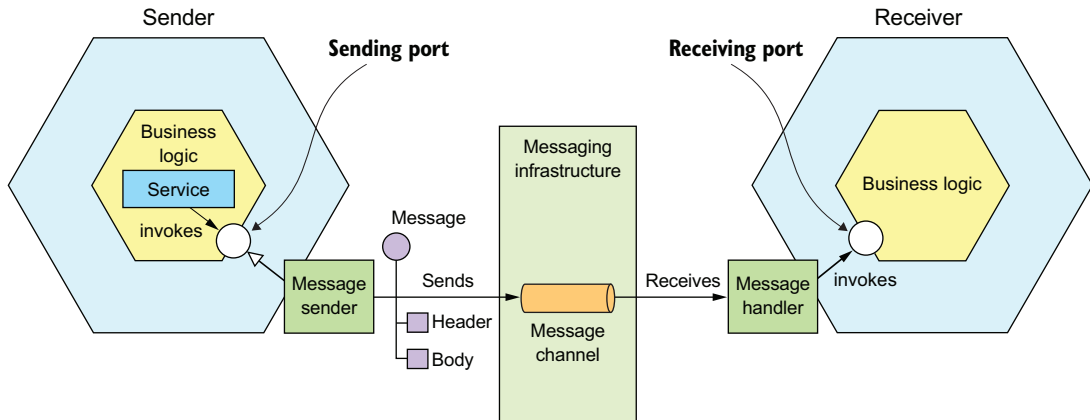 Sender
Receiver
Sending port
Receiving port
Business
logic
Service
invokes
Message
sender
Message
Sends
Header
Body
Messaging
infrastructure
Message
channel
Receives
Message
handler
Business logic
invokes